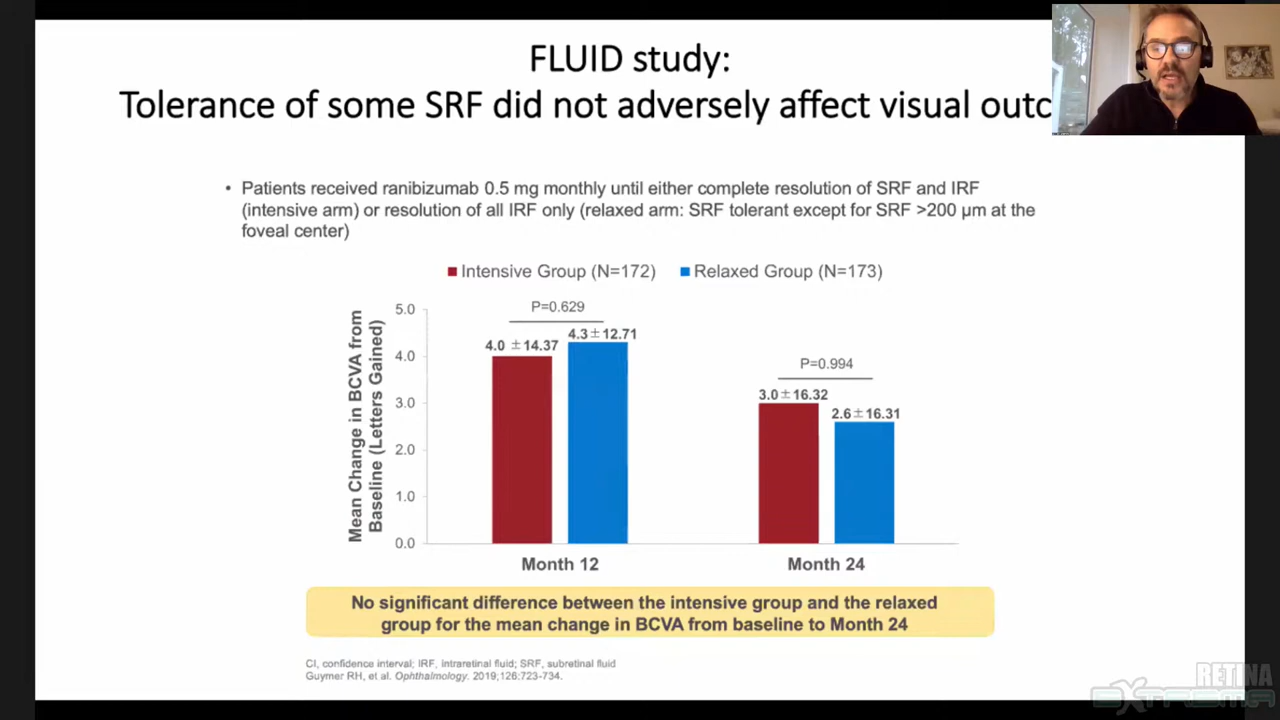 FLUID study:
Tolerance of some SRF did not adversely affect visual
• Patients received ranibizumab 0.5 mg monthly until either complete resolution of SRF and IRF
(intensive arm) or resolution of all IRF only (relaxed arm: SRF tolerant except for SRF >200 µm at the
foveal center)
Intensive Group (N=172) Relaxed Group (N=173)
Mean Change in BCVA from
Baseline (Letters Gained)
5.0
4.0
3.0
2.0
1.0
0.0
P=0.629
4.0 ±14.37
4.3±12.71
P=0.994
3.0±16.32
2.6±16.31
Month 12
Month 24
No significant difference between the intensive group and the relaxed
group for the mean change in BCVA from baseline to Month 24
CI, confidence interval; IRF, intraretinal fluid; SRF, subretinal fluid
Guymer RH, et al. Ophthalmology. 2019;126:723-734.
RETINA
EXTREMA